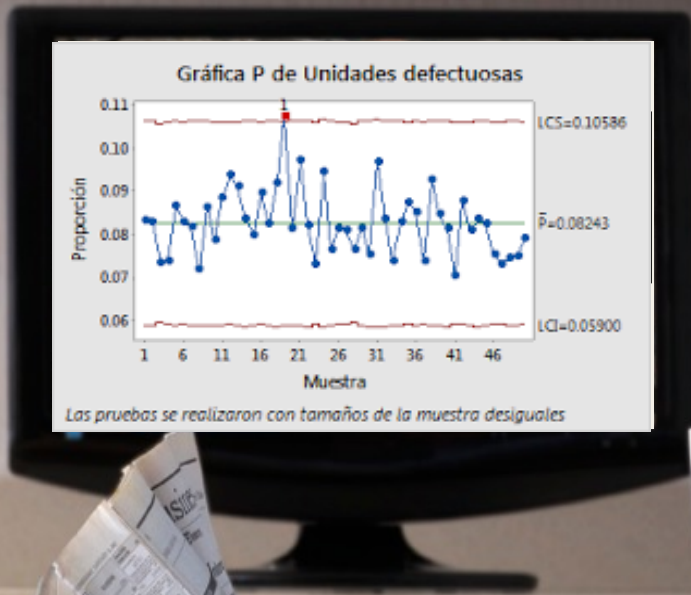 Gráfica P de Unidades defectuosas
1
0.11
0.10
0.09
0.08
0.07
0.06
Proporción
LCS=0.10586
P̄=0.08243
LCI=0.05900
1 6 11 16 21 26 31 36 41 46
Muestra
Las pruebas se realizaron con tamaños de la muestra desiguales